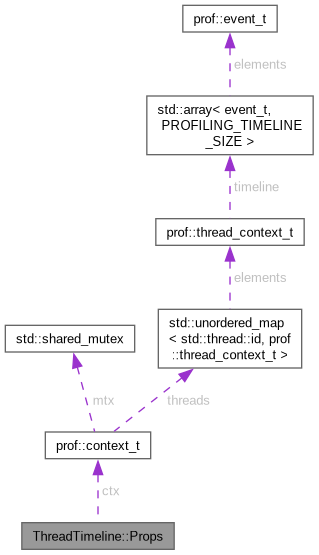 prof::event_t
elements
std::array< event_t,
PROFILING_TIMELINE
_SIZE >
timeline
prof::thread_context_t
elements
std::unordered_map
< std::thread::id, prof
::thread_context_t >
std::shared_mutex
mtx
threads
prof::context_t
ctx
ThreadTimeline::Props